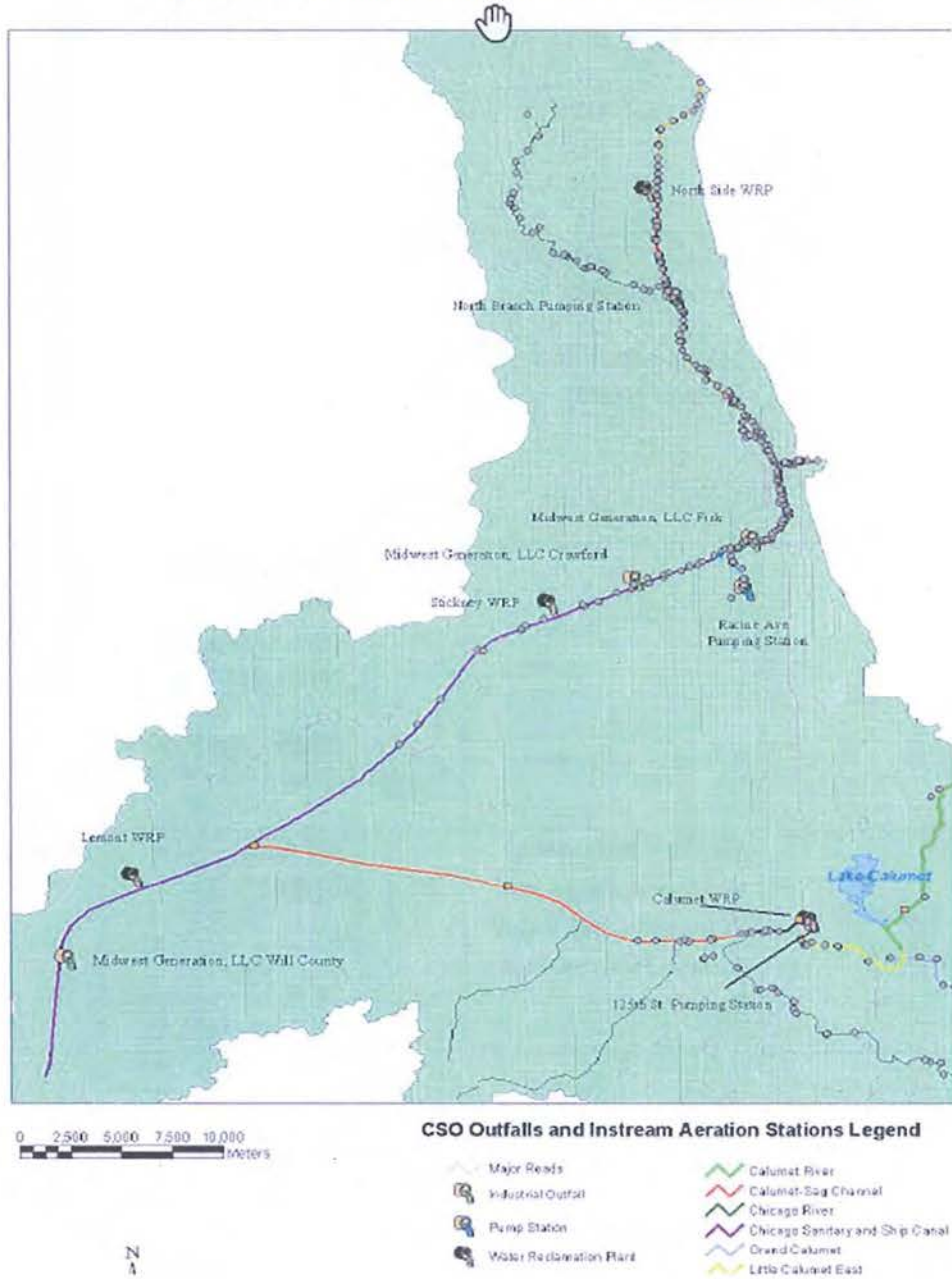 North Side WRP
North Branch Pumping Station
Midwest Generation, LLC Fisk
Midwest Generation, LLC Crawford
Stickney WRP
Racine Ave
Pumping Station
Lemont WRP
Lake Calumet
Calumet WRP
Midwest Generation, LLC Will County
125th St. Pumping Station
0 2,500 5,000 7,500 10,000
Meters
CSO Outfalls and Instream Aeration Stations Legend
Major Roads
Industrial Outfall
Pump Station
Water Reclamation Plant
Calumet River
Calumet-Sag Channel
Chicago River
Chicago Sanitary and Ship Canal
Grand Calumet
Little Calumet East
N